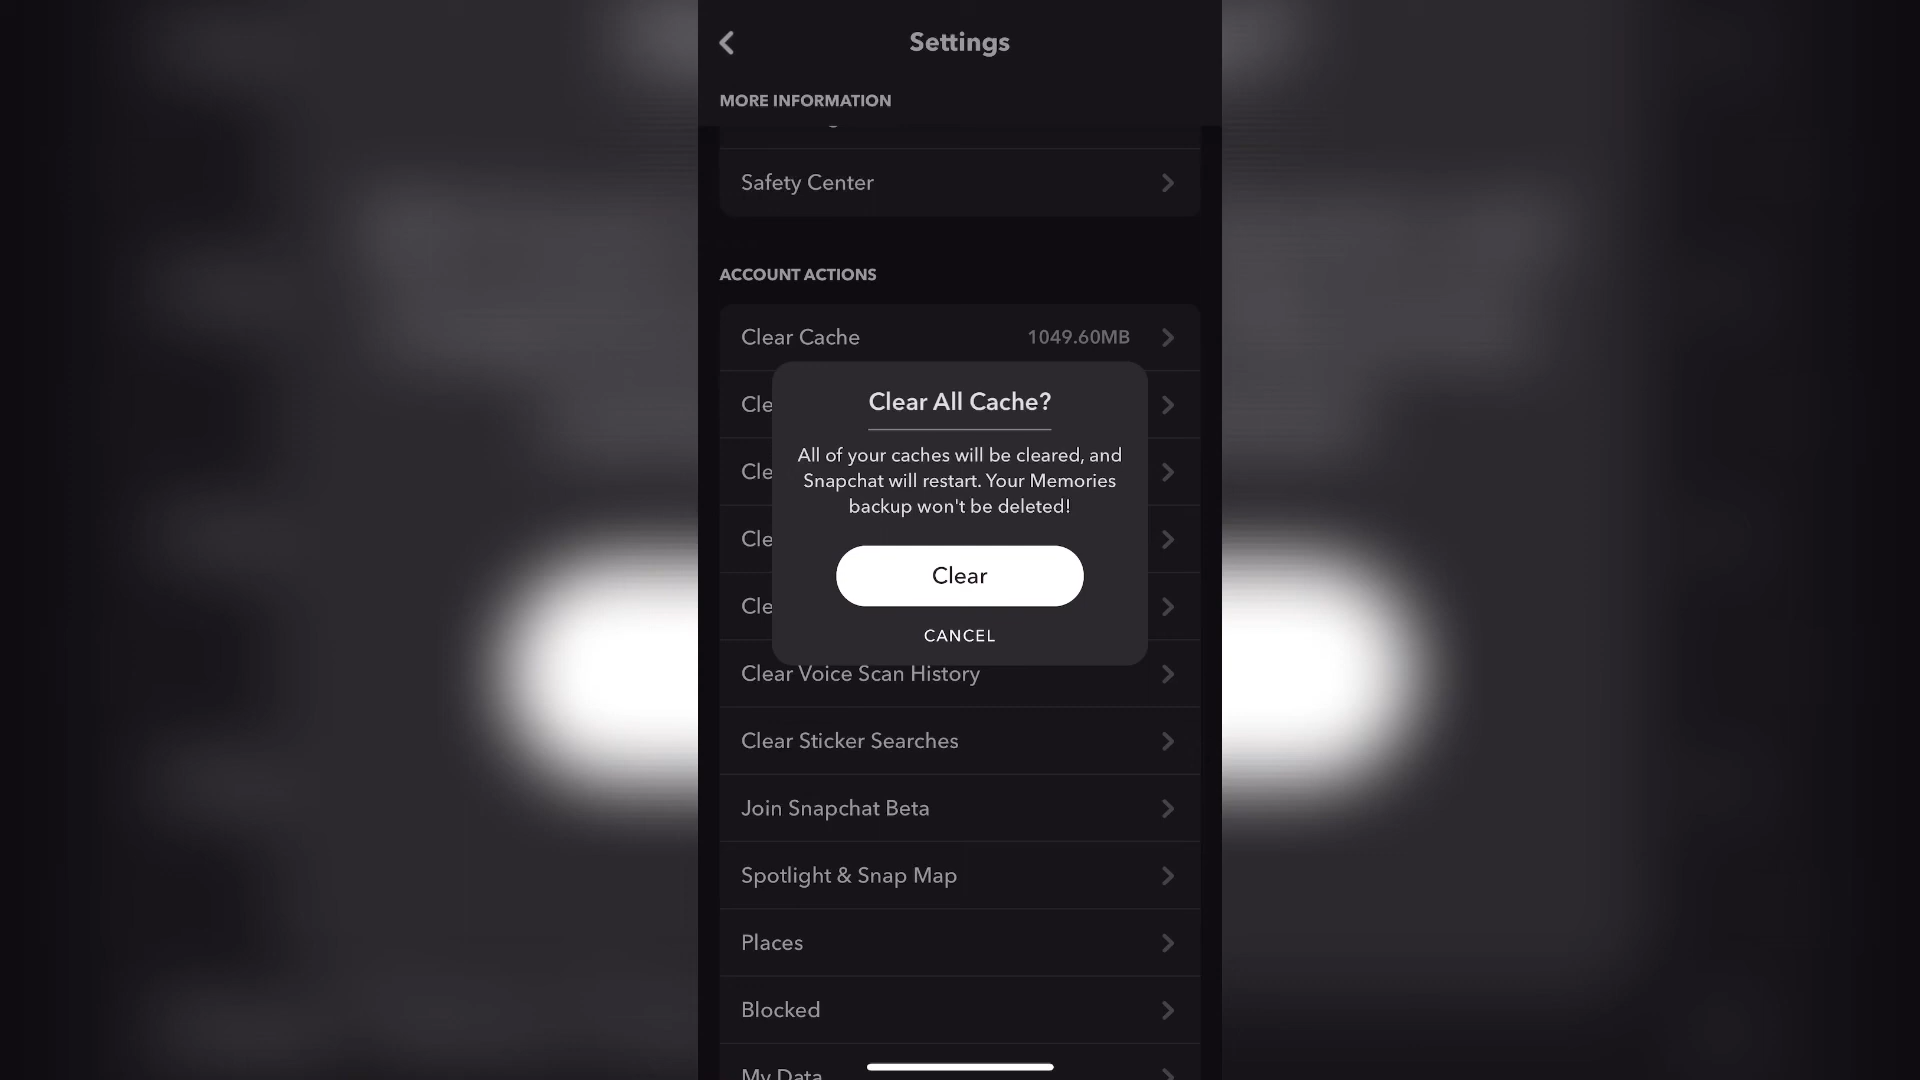 Settings
MORE INFORMATION
Safety Center
ACCOUNT ACTIONS
Clear Cache 1049.60MB
Cle
Clear All Cache?
All of your caches will be cleared, and
Snapchat will restart. Your Memories
backup won't be deleted!
Cle
Cle
Clear
Cle
CANCEL
Clear Voice Scan History
Clear Sticker Searches
Join Snapchat Beta
Spotlight & Snap Map
Places
Blocked
My Data